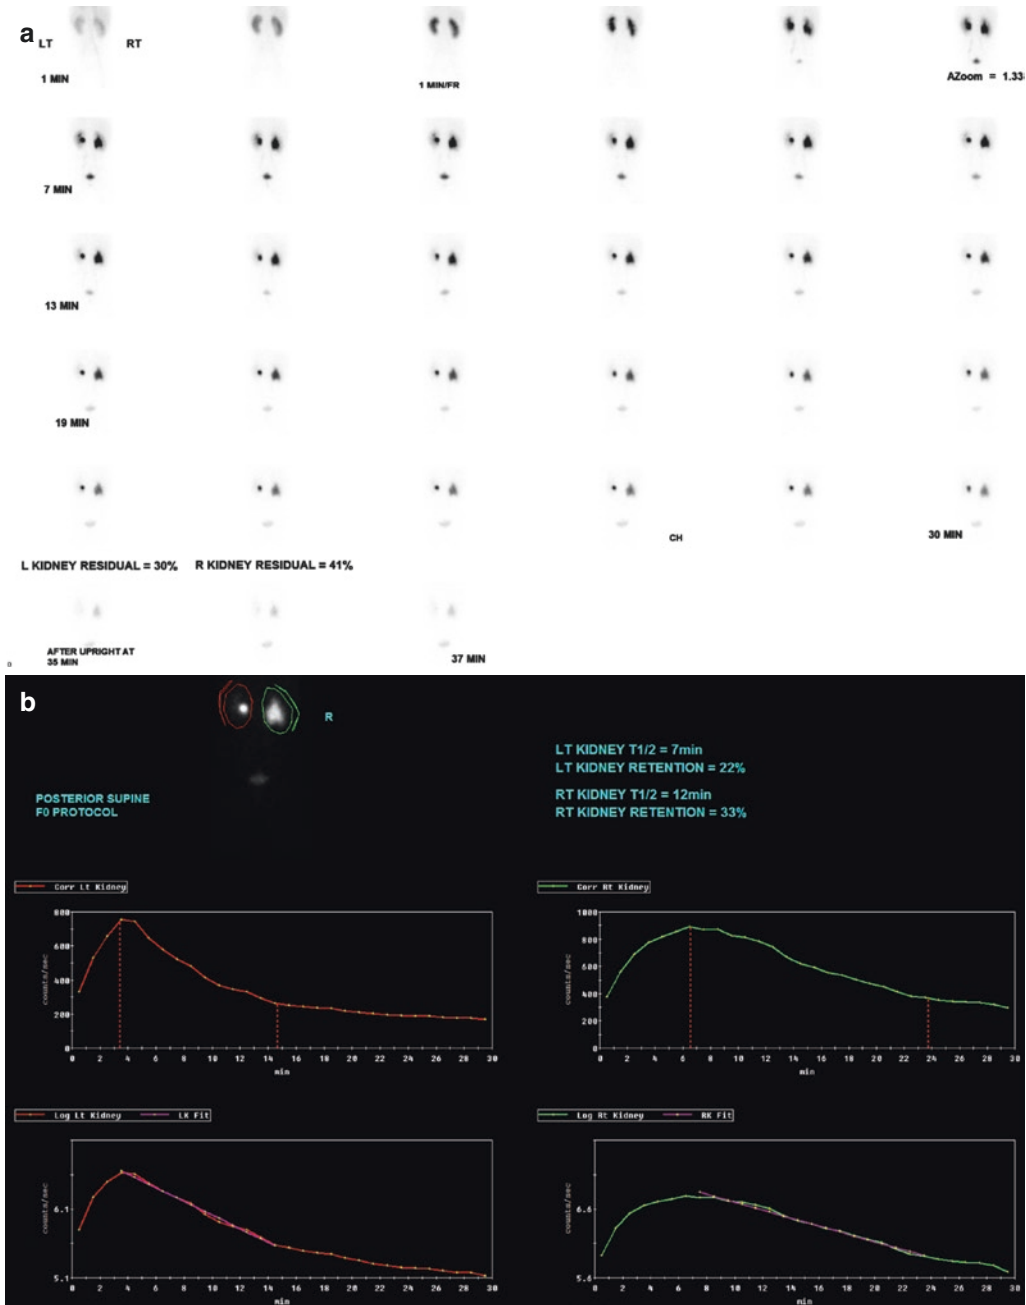 a
LT
RT
1 MIN
1 MIN/FR
AZoom = 1.33
7 MIN
13 MIN
19 MIN
CH
30 MIN
L KIDNEY RESIDUAL = 30% R KIDNEY RESIDUAL = 41%
AFTER UPRIGHT AT
35 MIN
37 MIN
a
b
R
POSTERIOR SUPINE
F0 PROTOCOL
LT KIDNEY T1/2 = 7min
LT KIDNEY RETENTION = 22%
RT KIDNEY T1/2 = 12min
RT KIDNEY RETENTION = 33%
Corr Lt Kidney
800
600
400
200
0
counts/sec
0 2 4 6 8 10 12 14 16 18 20 22 24 26 28 30
min
Corr Rt Kidney
1000
800
600
400
200
0
counts/sec
0 2 4 6 8 10 12 14 16 18 20 22 24 26 28 30
min
Log Lt Kidney LK Fit
6.1
5.1
counts/sec
0 2 4 6 8 10 12 14 16 18 20 22 24 26 28 30
min
Log Rt Kidney RK Fit
6.6
5.6
counts/sec
0 2 4 6 8 10 12 14 16 18 20 22 24 26 28 30
min